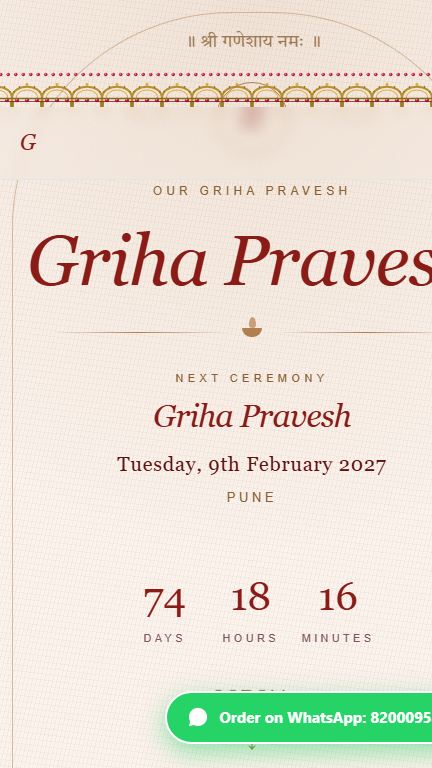 ॥ श्री गणेशाय नमः ॥
G
OUR GRIHA PRAVESH
Griha Praves
NEXT CEREMONY
Griha Pravesh
Tuesday, 9th February 2027
PUNE
74 18 16
DAYS HOURS MINUTES
Order on WhatsApp: 8200095